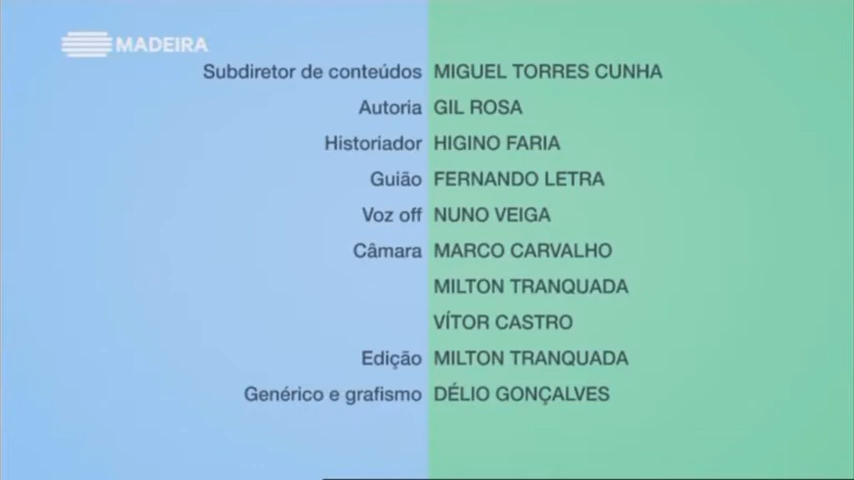 MADEIRA
Subdiretor de conteúdos MIGUEL TORRES CUNHA
Autoria GIL ROSA
Historiador HIGINO FARIA
Guião FERNANDO LETRA
Voz off NUNO VEIGA
Câmara MARCO CARVALHO
MILTON TRANQUADA
VÍTOR CASTRO
Edição MILTON TRANQUADA
Genérico e grafismo DÉLIO GONÇALVES